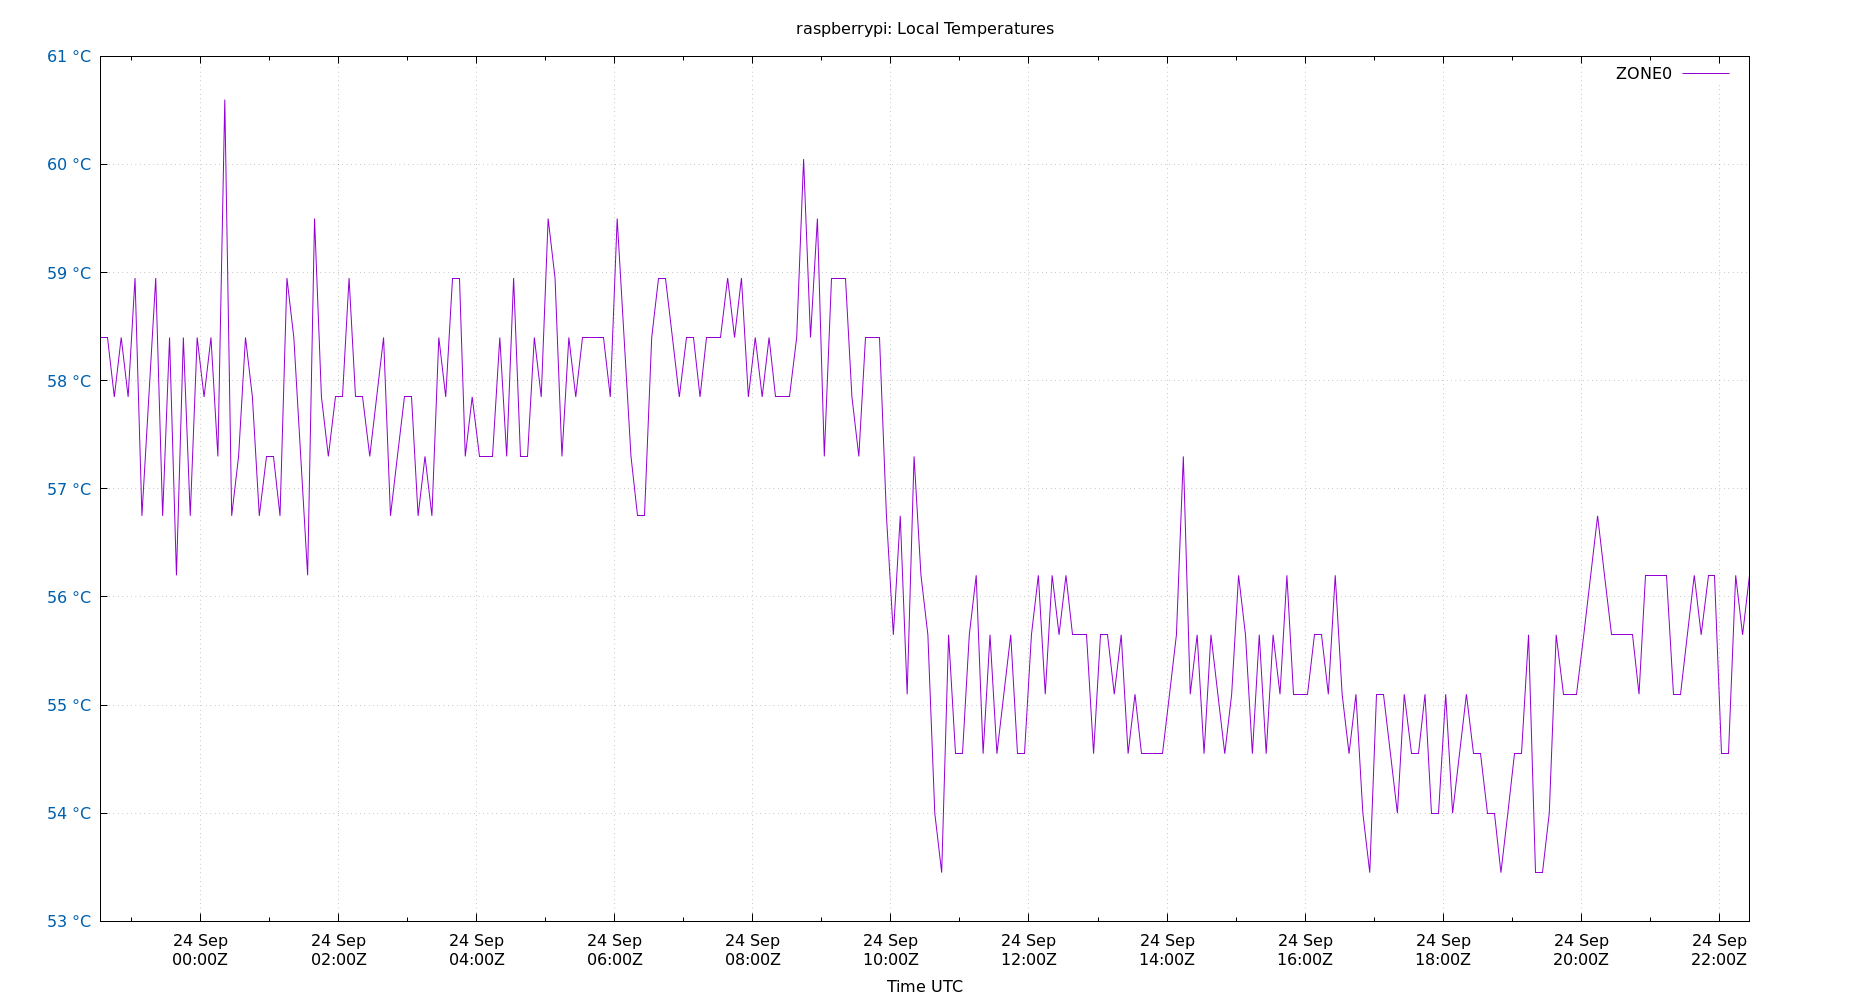 raspberrypi: Local Temperatures
61 °C
ZONE0
60 °C
59 °C
58 °C
57 °C
56 °C
55 °C
54 °C
53 °C
24 Sep 24 Sep 24 Sep 24 Sep 24 Sep 24 Sep 24 Sep 24 Sep 24 Sep 24 Sep 24 Sep 24 Sep
00:00Z 02:00Z 04:00Z 06:00Z 08:00Z 10:00Z 12:00Z 14:00Z 16:00Z 18:00Z 20:00Z 22:00Z
Time UTC